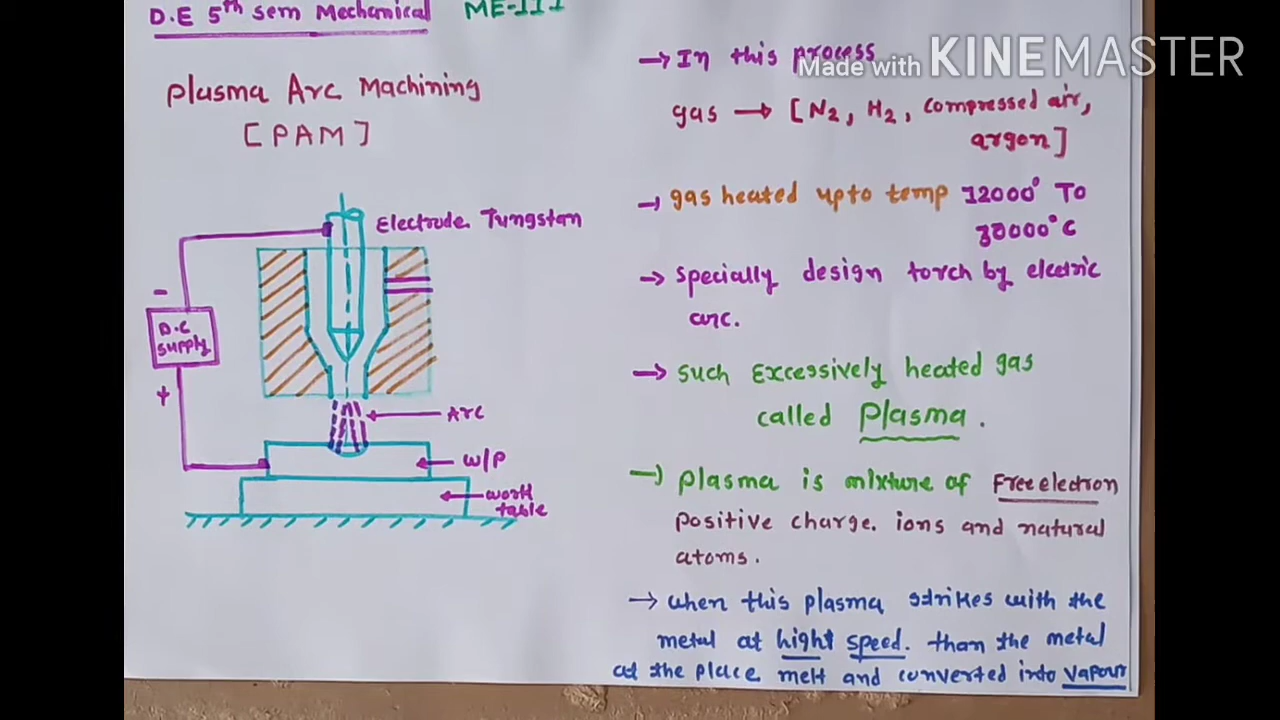 D.E 5th sem Mechanical ME-III
Plasma Arc Machining
[PAM]
Electrode Tungstan
-
D.C
supply
+
Arc
W/P
work
table
Made with KINEMASTER
→ In this process
gas → [N2, H2, compressed air,
argon]
→ gas heated upto temp 12000° To
30000°C
→ specially design torch by electric
arc.
→ such Excessively heated gas
called Plasma.
→ plasma is mixture of Free electron
positive charge. ions and natural
atoms.
→ when this plasma strikes with the
metal at hight speed. than the metal
at the place melt and converted into vapour